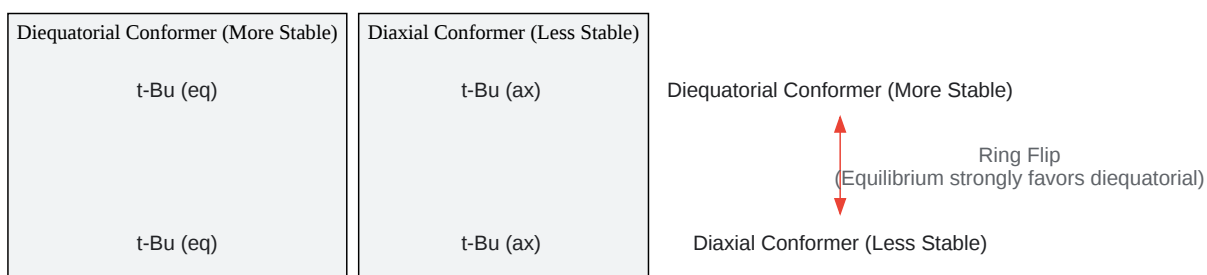 Diequatorial Conformer (More Stable)
t-Bu (eq)
t-Bu (eq)
Diaxial Conformer (Less Stable)
t-Bu (ax)
t-Bu (ax)
Diequatorial Conformer (More Stable)
Ring Flip
(Equilibrium strongly favors diequatorial)
Diaxial Conformer (Less Stable)